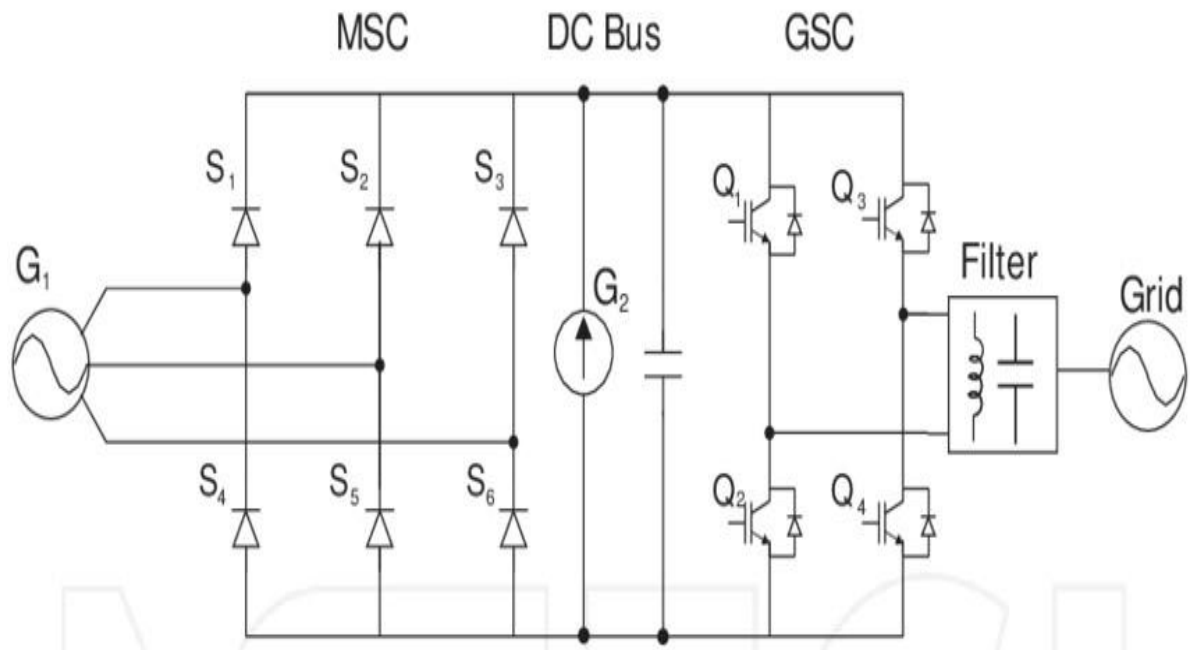 MSC DC Bus GSC
S₁ S₂ S₃ Q₁ Q₃
G₁ G₂ Filter Grid
S₄ S₅ S₆ Q₂ Q₄